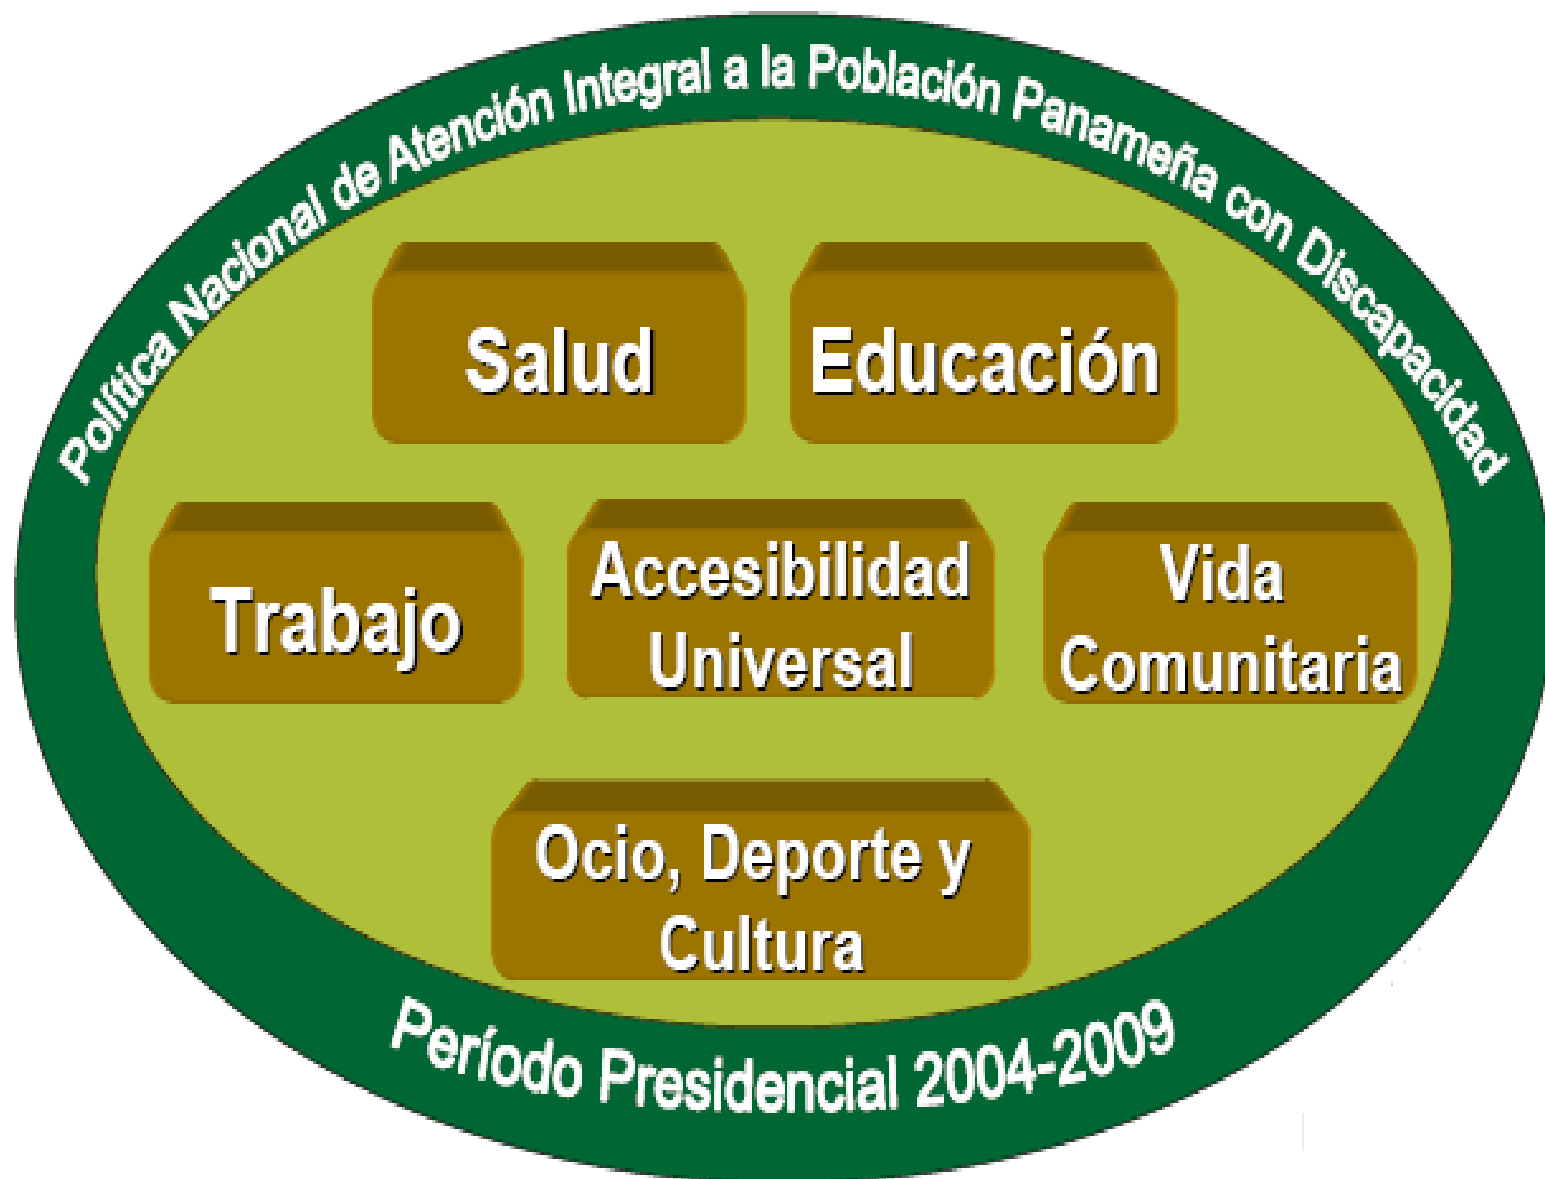 Política Nacional de Atención Integral a la Población Panameña con Discapacidad
Salud
Educación
Trabajo
Accesibilidad
Universal
Vida
Comunitaria
Ocio, Deporte y
Cultura
Período Presidencial 2004-2009